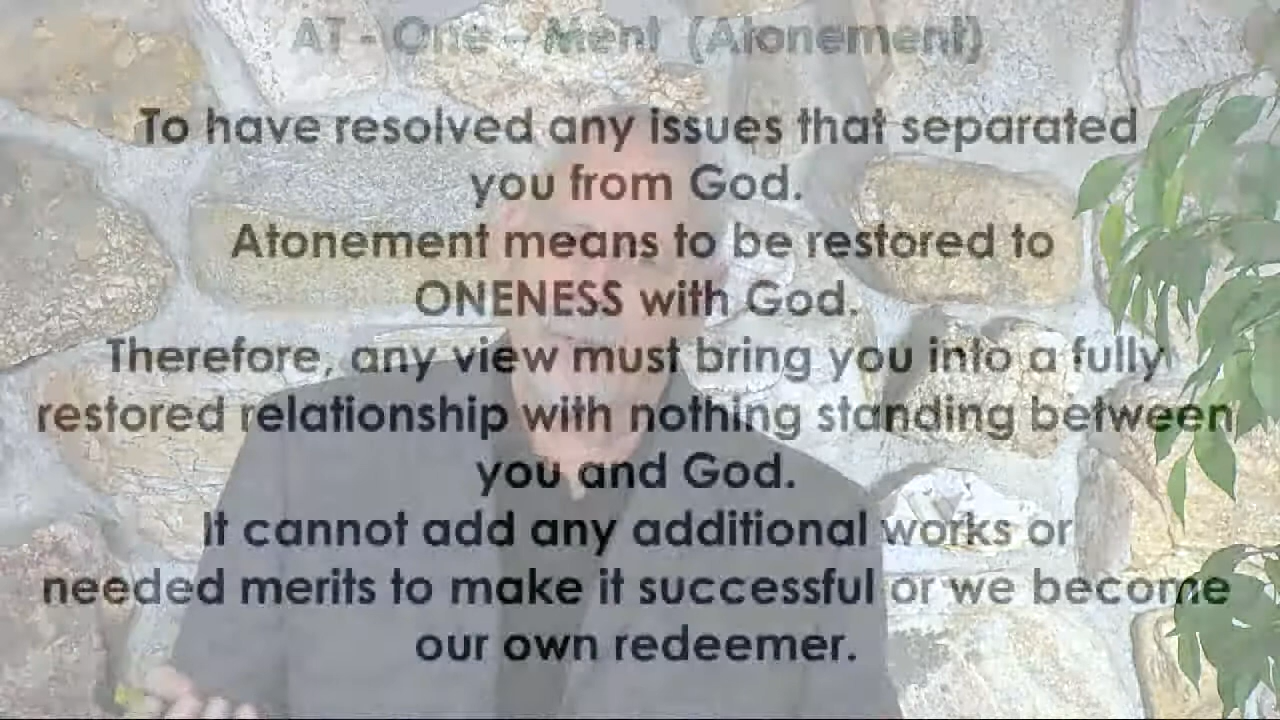 AT - One - Ment (Atonement)
To have resolved any issues that separated
you from God.
Atonement means to be restored to
ONENESS with God.
Therefore, any view must bring you into a fully
restored relationship with nothing standing between
you and God.
It cannot add any additional works or
needed merits to make it successful or we become
our own redeemer.